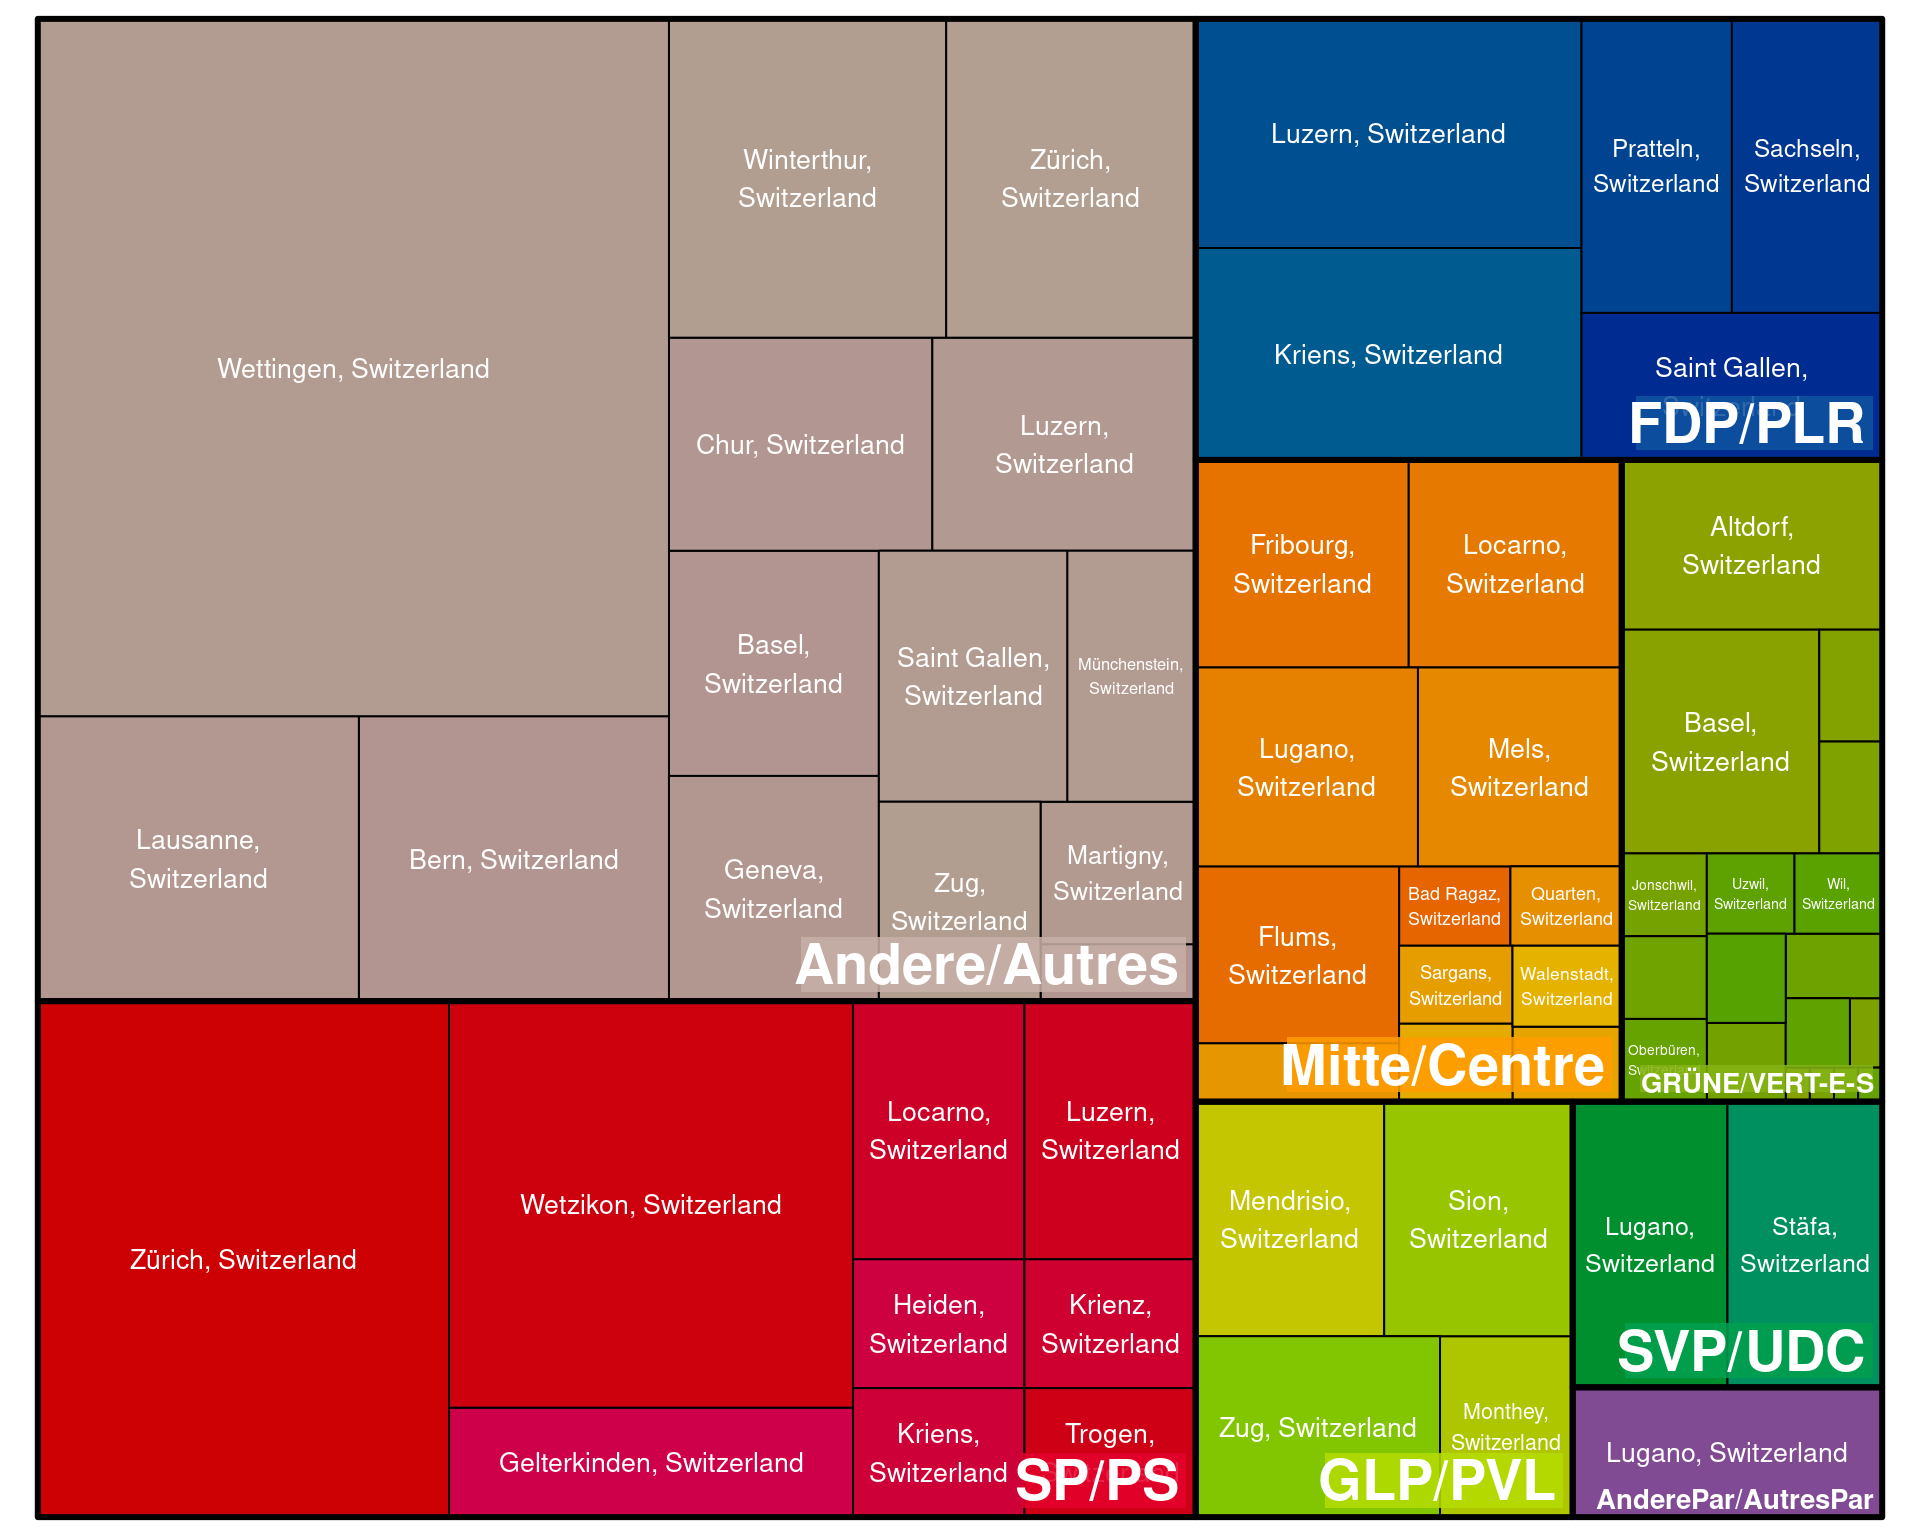 Wettingen, Switzerland
Winterthur,
Switzerland
Zürich,
Switzerland
Chur, Switzerland
Luzern,
Switzerland
Basel,
Switzerland
Saint Gallen,
Switzerland
Münchenstein,
Switzerland
Lausanne,
Switzerland
Bern, Switzerland
Geneva,
Switzerland
Zug,
Switzerland
Martigny,
Switzerland
Andere/Autres
Zürich, Switzerland
Wetzikon, Switzerland
Gelterkinden, Switzerland
Locarno,
Switzerland
Luzern,
Switzerland
Heiden,
Switzerland
Krienz,
Switzerland
Kriens,
Switzerland
Trogen,
Switzerland
SP/PS
Luzern, Switzerland
Kriens, Switzerland
Pratteln,
Switzerland
Sachseln,
Switzerland
Saint Gallen,
Switzerland
FDP/PLR
Fribourg,
Switzerland
Locarno,
Switzerland
Lugano,
Switzerland
Mels,
Switzerland
Flums,
Switzerland
Bad Ragaz,
Switzerland
Quarten,
Switzerland
Sargans,
Switzerland
Walenstadt,
Switzerland
Mitte/Centre
Altdorf,
Switzerland
Basel,
Switzerland
Jonschwil,
Switzerland
Uzwil,
Switzerland
Wil,
Switzerland
Oberbüren,
Switzerland
GRÜNE/VERT-E-S
Mendrisio,
Switzerland
Sion,
Switzerland
Zug, Switzerland
Monthey,
Switzerland
GLP/PVL
Lugano,
Switzerland
Stäfa,
Switzerland
SVP/UDC
Lugano, Switzerland
AnderePar/AutresPar